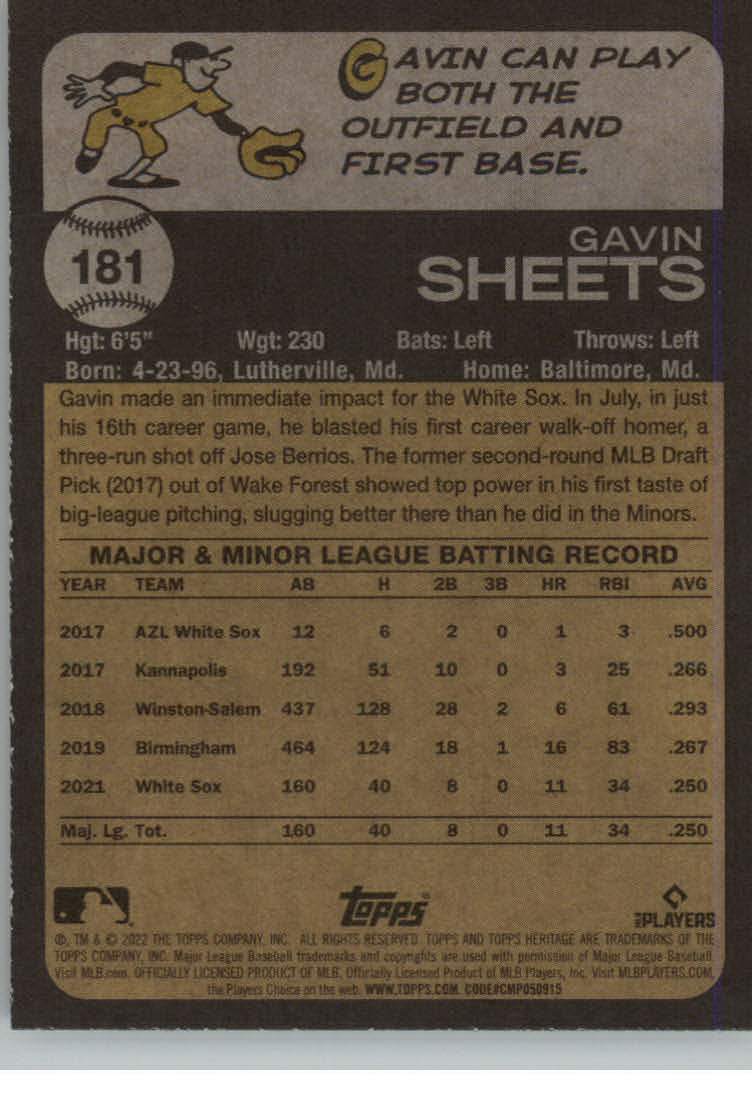 GAVIN CAN PLAY
BOTH THE
OUTFIELD AND
FIRST BASE.
181
GAVIN
SHEETS
Hgt: 6'5" Wgt: 230 Bats: Left Throws: Left
Born: 4-23-96, Lutherville, Md. Home: Baltimore, Md.
Gavin made an immediate impact for the White Sox. In July, in just
his 16th career game, he blasted his first career walk-off homer, a
three-run shot off Jose Berrios. The former second-round MLB Draft
Pick (2017) out of Wake Forest showed top power in his first taste of
big-league pitching, slugging better there than he did in the Minors.
MAJOR & MINOR LEAGUE BATTING RECORD
YEAR TEAM AB H 2B 3B HR RBI AVG
2017 AZL White Sox 12 6 2 0 1 3 .500
2017 Kannapolis 192 51 10 0 3 25 .266
2018 Winston-Salem 437 128 28 2 6 61 .293
2019 Birmingham 464 124 18 1 16 83 .267
2021 White Sox 160 40 8 0 11 34 .250
Maj. Lg. Tot. 160 40 8 0 11 34 .250
Topps
MLB PLAYERS
®, TM & © 2022 THE TOPPS COMPANY, INC. ALL RIGHTS RESERVED. TOPPS AND TOPPS HERITAGE ARE TRADEMARKS OF THE
TOPPS COMPANY, INC. Major League Baseball trademarks and copyrights are used with permission of Major League Baseball.
Visit MLB.com. OFFICIALLY LICENSED PRODUCT OF MLB. Officially Licensed Product of MLB Players, Inc. Visit MLBPLAYERS.COM,
the Players Choice on the web. WWW.TOPPS.COM CODE#CMP050915